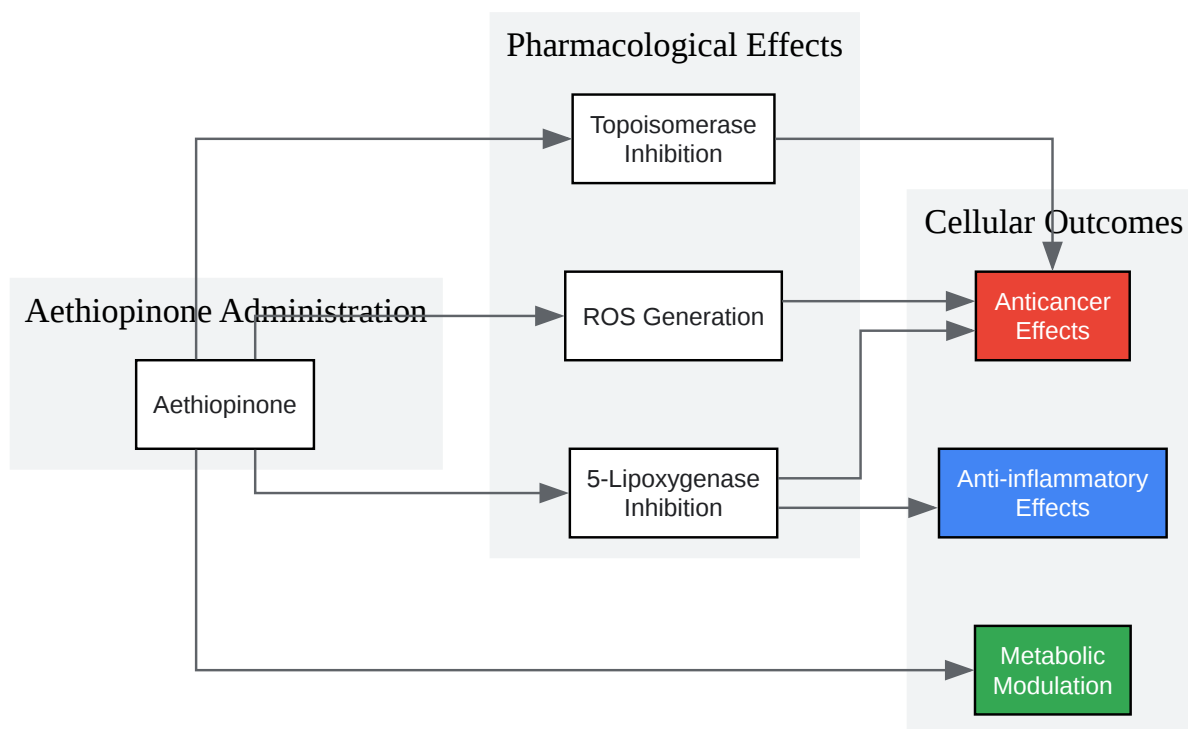 Pharmacological Effects
Topoisomerase
Inhibition
Cellular Outcomes
Aethiopinone Administration
ROS Generation
Anticancer
Effects
Aethiopinone
5-Lipoxygenase
Inhibition
Anti-inflammatory
Effects
Metabolic
Modulation